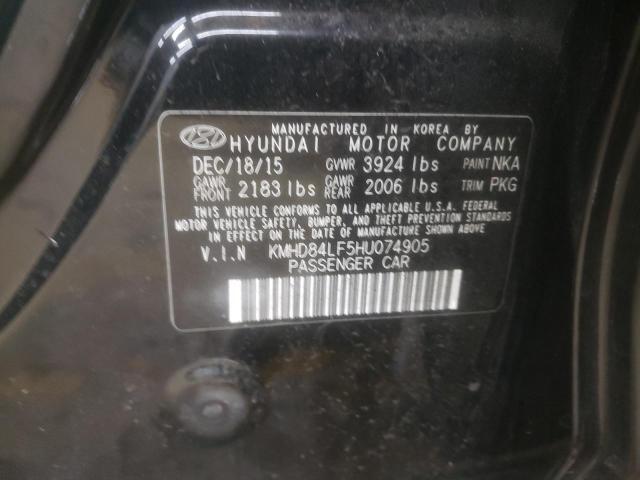 MANUFACTURED IN KOREA BY
HYUNDAI MOTOR COMPANY
DEC/18/15 GVWR 3924 lbs PAINT NKA
GAWR FRONT 2183 lbs GAWR REAR 2006 lbs TRIM PKG
THIS VEHICLE CONFORMS TO ALL APPLICABLE U.S.A. FEDERAL
MOTOR VEHICLE SAFETY, BUMPER, AND THEFT PREVENTION STANDARDS
IN EFFECT ON THE DATE OF MANUFACTURE SHOWN ABOVE.
V.I.N KMHD84LF5HU074905
PASSENGER CAR